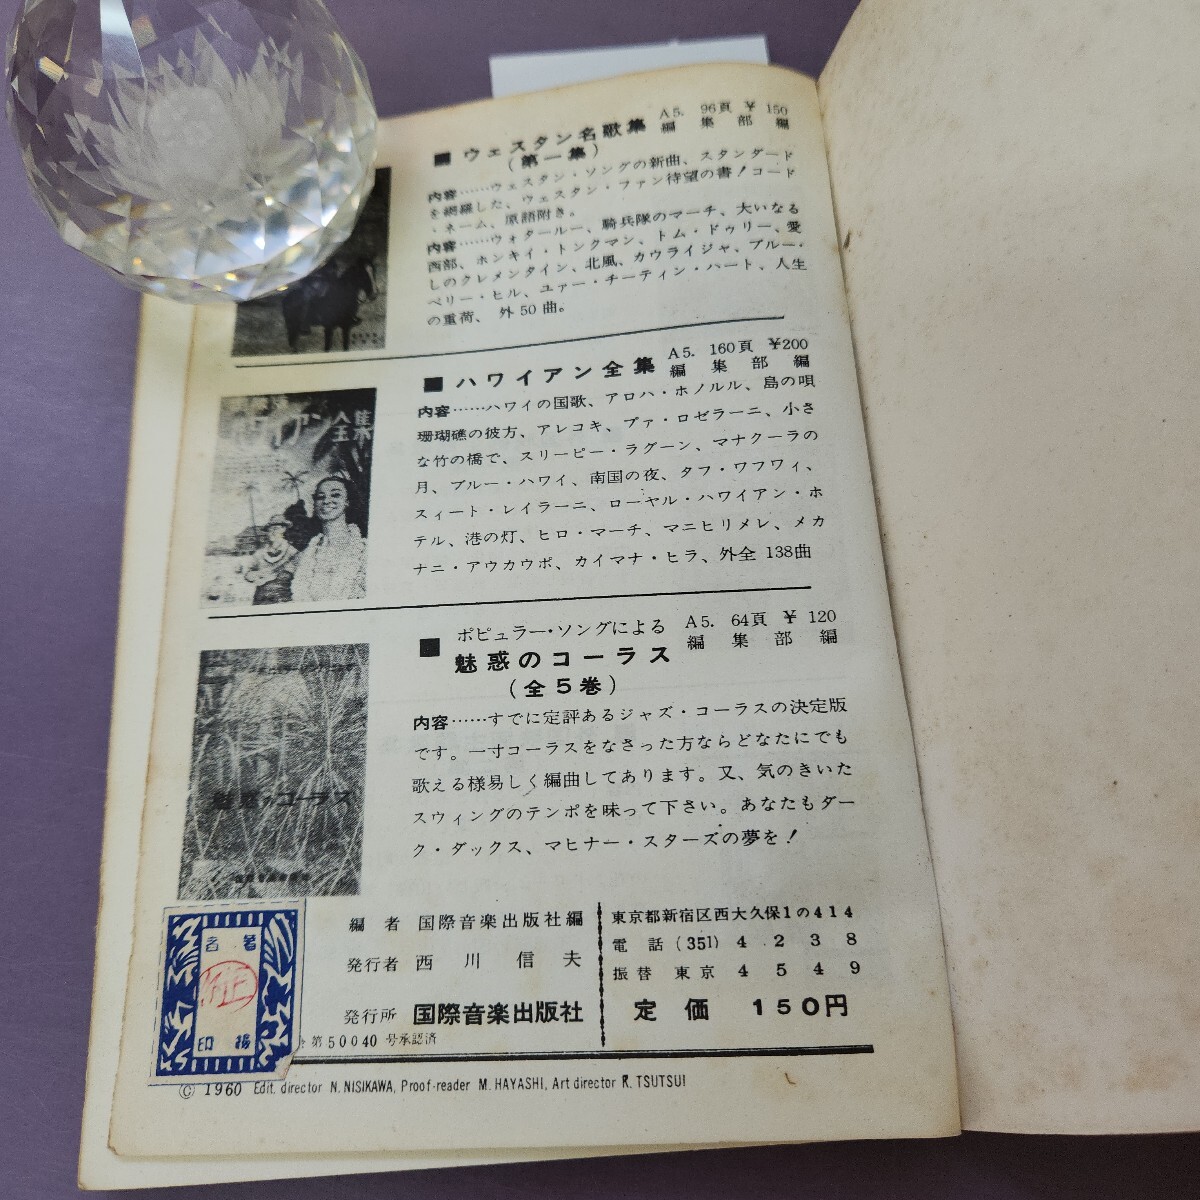 ■ ウェスタン名歌集
(第一集)
A5. 96頁 ¥150
編集部編
内容……ウェスタン・ソングの新曲、スタンダード
を網羅した、ウェスタン・ファン待望の書！コード
・ネーム、原語附き。
内容……ウォタールー、騎兵隊のマーチ、大いなる
西部、ホンキイ・トンクマン、トム・ドゥリー、愛
しのクレメンタイン、北風、カウライジャ、ブルー・
ベリー・ヒル、ユァー・チーティン・ハート、人生
の重荷、外50曲。
■ ハワイアン全集
A5. 160頁 ¥200
編集部編
内容……ハワイの国歌、アロハ・ホノルル、島の唄
珊瑚礁の彼方、アレコキ、プァ・ロゼラーニ、小さ
な竹の橋で、スリーピー・ラグーン、マナクーラの
月、ブルー・ハワイ、南国の夜、タフ・ワフワィ、
スィート・レイラーニ、ローヤル・ハワイアン・ホ
テル、港の灯、ヒロ・マーチ、マニヒリメレ、メカ
ナニ・アウカウポ、カイマナ・ヒラ、外全138曲
ハワイアン全集
■ ポピュラー・ソングによる
魅惑のコーラス
(全5巻)
A5. 64頁 ¥120
編集部編
内容……すでに定評あるジャズ・コーラスの決定版
です。一寸コーラスをなさった方ならどなたにでも
歌える様易しく編曲してあります。又、気のきいた
スウィングのテンポを味って下さい。あなたもダー
ク・ダックス、マヒナー・スターズの夢を！
魅惑のコーラス
編者 国際音楽出版社編
発行者 西川信夫
発行所 国際音楽出版社
東京都新宿区西大久保1の414
電話 (351) 4238
振替 東京 4549
定価 150円
第50040号承認済
© 1960 Edit. director N. NISIKAWA, Proof-reader M. HAYASHI, Art director R. TSUTSUI